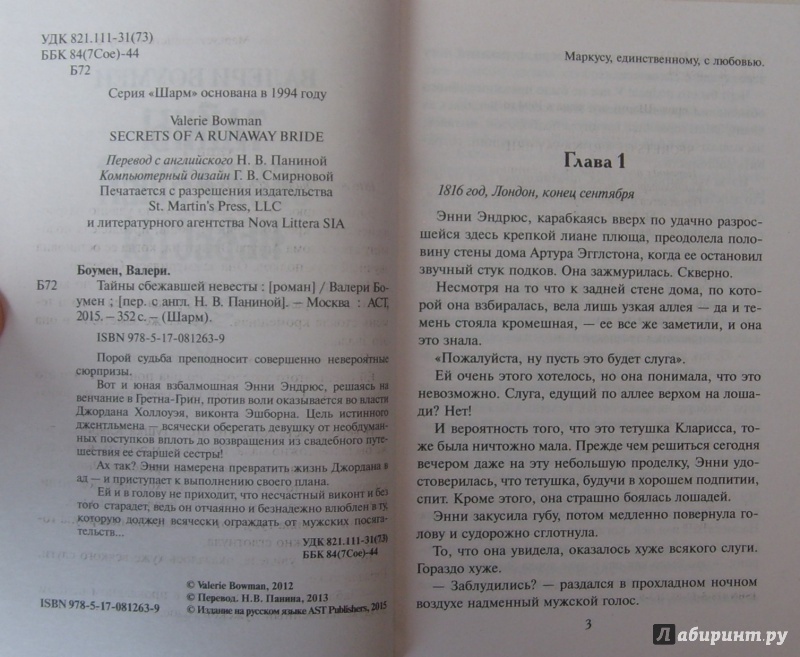 УДК 821.111-31(73)
ББК 84(7Сое)-44
Б72
Серия «Шарм» основана в 1994 году
Valerie Bowman
SECRETS OF A RUNAWAY BRIDE
Перевод с английского Н. В. Паниной
Компьютерный дизайн Г. В. Смирновой
Печатается с разрешения издательства
St. Martin's Press, LLC
и литературного агентства Nova Littera SIA
Боумен, Валери.
Б72 Тайны сбежавшей невесты : [роман] / Валери Бо-
умен ; [пер. с англ. Н. В. Паниной]. – Москва : АСТ,
2015. – 352 с. – (Шарм).
ISBN 978-5-17-081263-9
Порой судьба преподносит совершенно невероятные
сюрпризы.
Вот и юная взбалмошная Энни Эндрюс, решаясь на
венчание в Гретна-Грин, против воли оказывается во власти
Джордана Холлоуэя, виконта Эшборна. Цель истинного
джентльмена — всячески оберегать девушку от необдуман-
ных поступков вплоть до возвращения из свадебного путе-
шествия ее старшей сестры!
Ах так? Энни намерена превратить жизнь Джордана в
ад — и приступает к выполнению своего плана.
Ей и в голову не приходит, что несчастный виконт и без
того страдает, ведь он отчаянно и безнадежно влюблен в ту,
которую должен всячески ограждать от мужских посяга-
тельств...
УДК 821.111-31(73)
ББК 84(7Сое)-44
© Valerie Bowman, 2012
© Перевод. Н.В. Панина, 2013
ISBN 978-5-17-081263-9 © Издание на русском языке AST Publishers, 2015
Маркусу, единственному, с любовью.
Глава 1
1816 год, Лондон, конец сентября
Энни Эндрюс, карабкаясь вверх по удачно разрос-
шейся здесь крепкой лиане плюща, преодолела поло-
вину стены дома Артура Эгглстона, когда ее остановил
звучный стук подков. Она зажмурилась. Скверно.
Несмотря на то что к задней стене дома, по кото-
рой она взбиралась, вела лишь узкая аллея — да и те-
мень стояла кромешная, — ее все же заметили, и она
это знала.
«Пожалуйста, ну пусть это будет слуга».
Ей очень этого хотелось, но она понимала, что это
невозможно. Слуга, едущий по аллее верхом на лоша-
ди? Нет!
И вероятность того, что это тетушка Кларисса, то-
же была ничтожно мала. Прежде чем решиться сегодня
вечером даже на эту небольшую проделку, Энни удо-
стоверилась, что тетушка, будучи в хорошем подпитии,
спит. Кроме этого, она страшно боялась лошадей.
Энни закусила губу, потом медленно повернула го-
лову и судорожно сглотнула.
То, что она увидела, оказалось хуже всякого слуги.
Гораздо хуже.
— Заблудились? — раздался в прохладном ночном
воздухе надменный мужской голос.
3
Лабиринт.ру